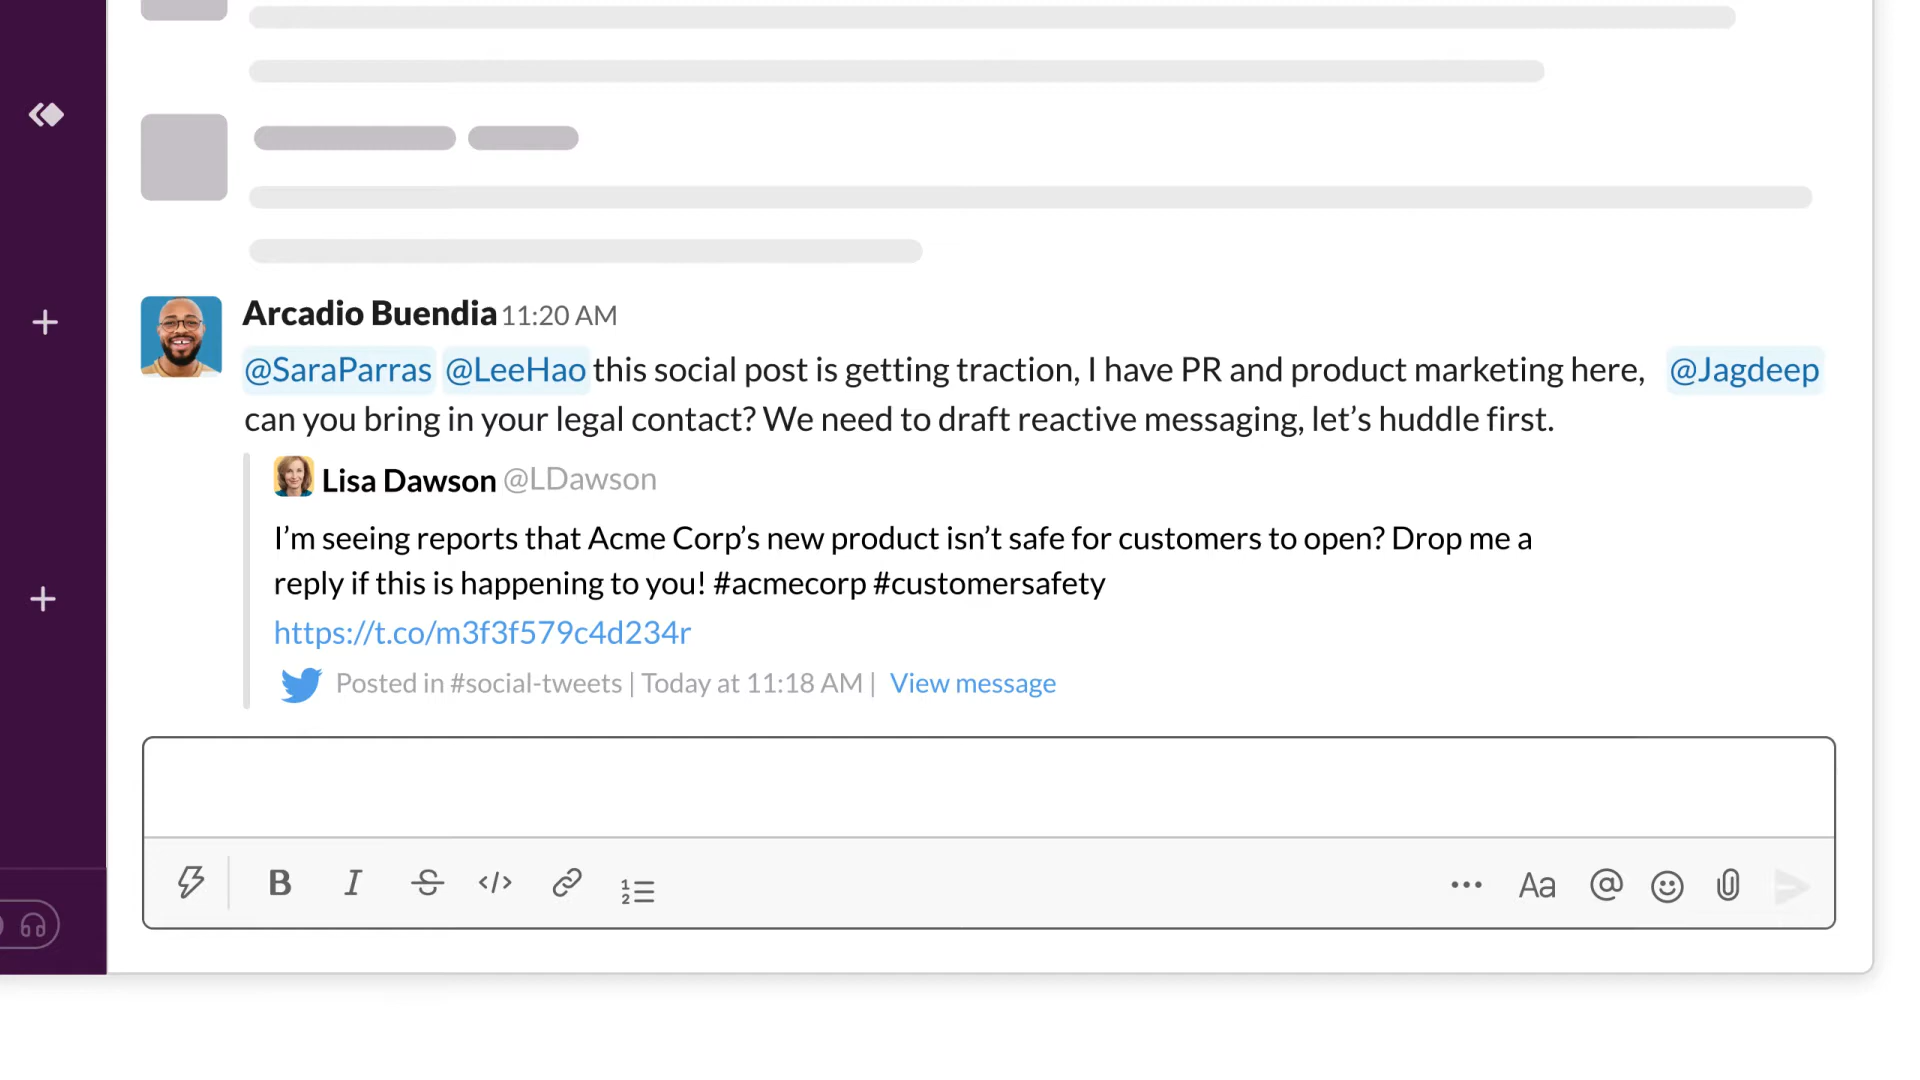 Arcadio Buendia 11:20 AM
@SaraParras @LeeHao this social post is getting traction, I have PR and product marketing here, @Jagdeep
can you bring in your legal contact? We need to draft reactive messaging, let’s huddle first.
Lisa Dawson @LDawson
I’m seeing reports that Acme Corp’s new product isn’t safe for customers to open? Drop me a
reply if this is happening to you! #acmecorp #customersafety
https://t.co/m3f3f579c4d234r
Posted in #social-tweets | Today at 11:18 AM | View message
B I S </> Aa @